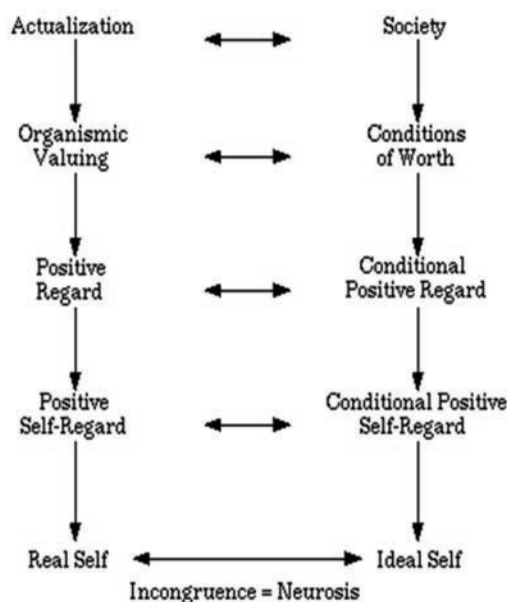 Actualization
Society
Organismic
Valuing
Conditions
of Worth
Positive
Regard
Conditional
Positive Regard
Positive
Self-Regard
Conditional Positive
Self-Regard
Real Self
Ideal Self
Incongruence = Neurosis